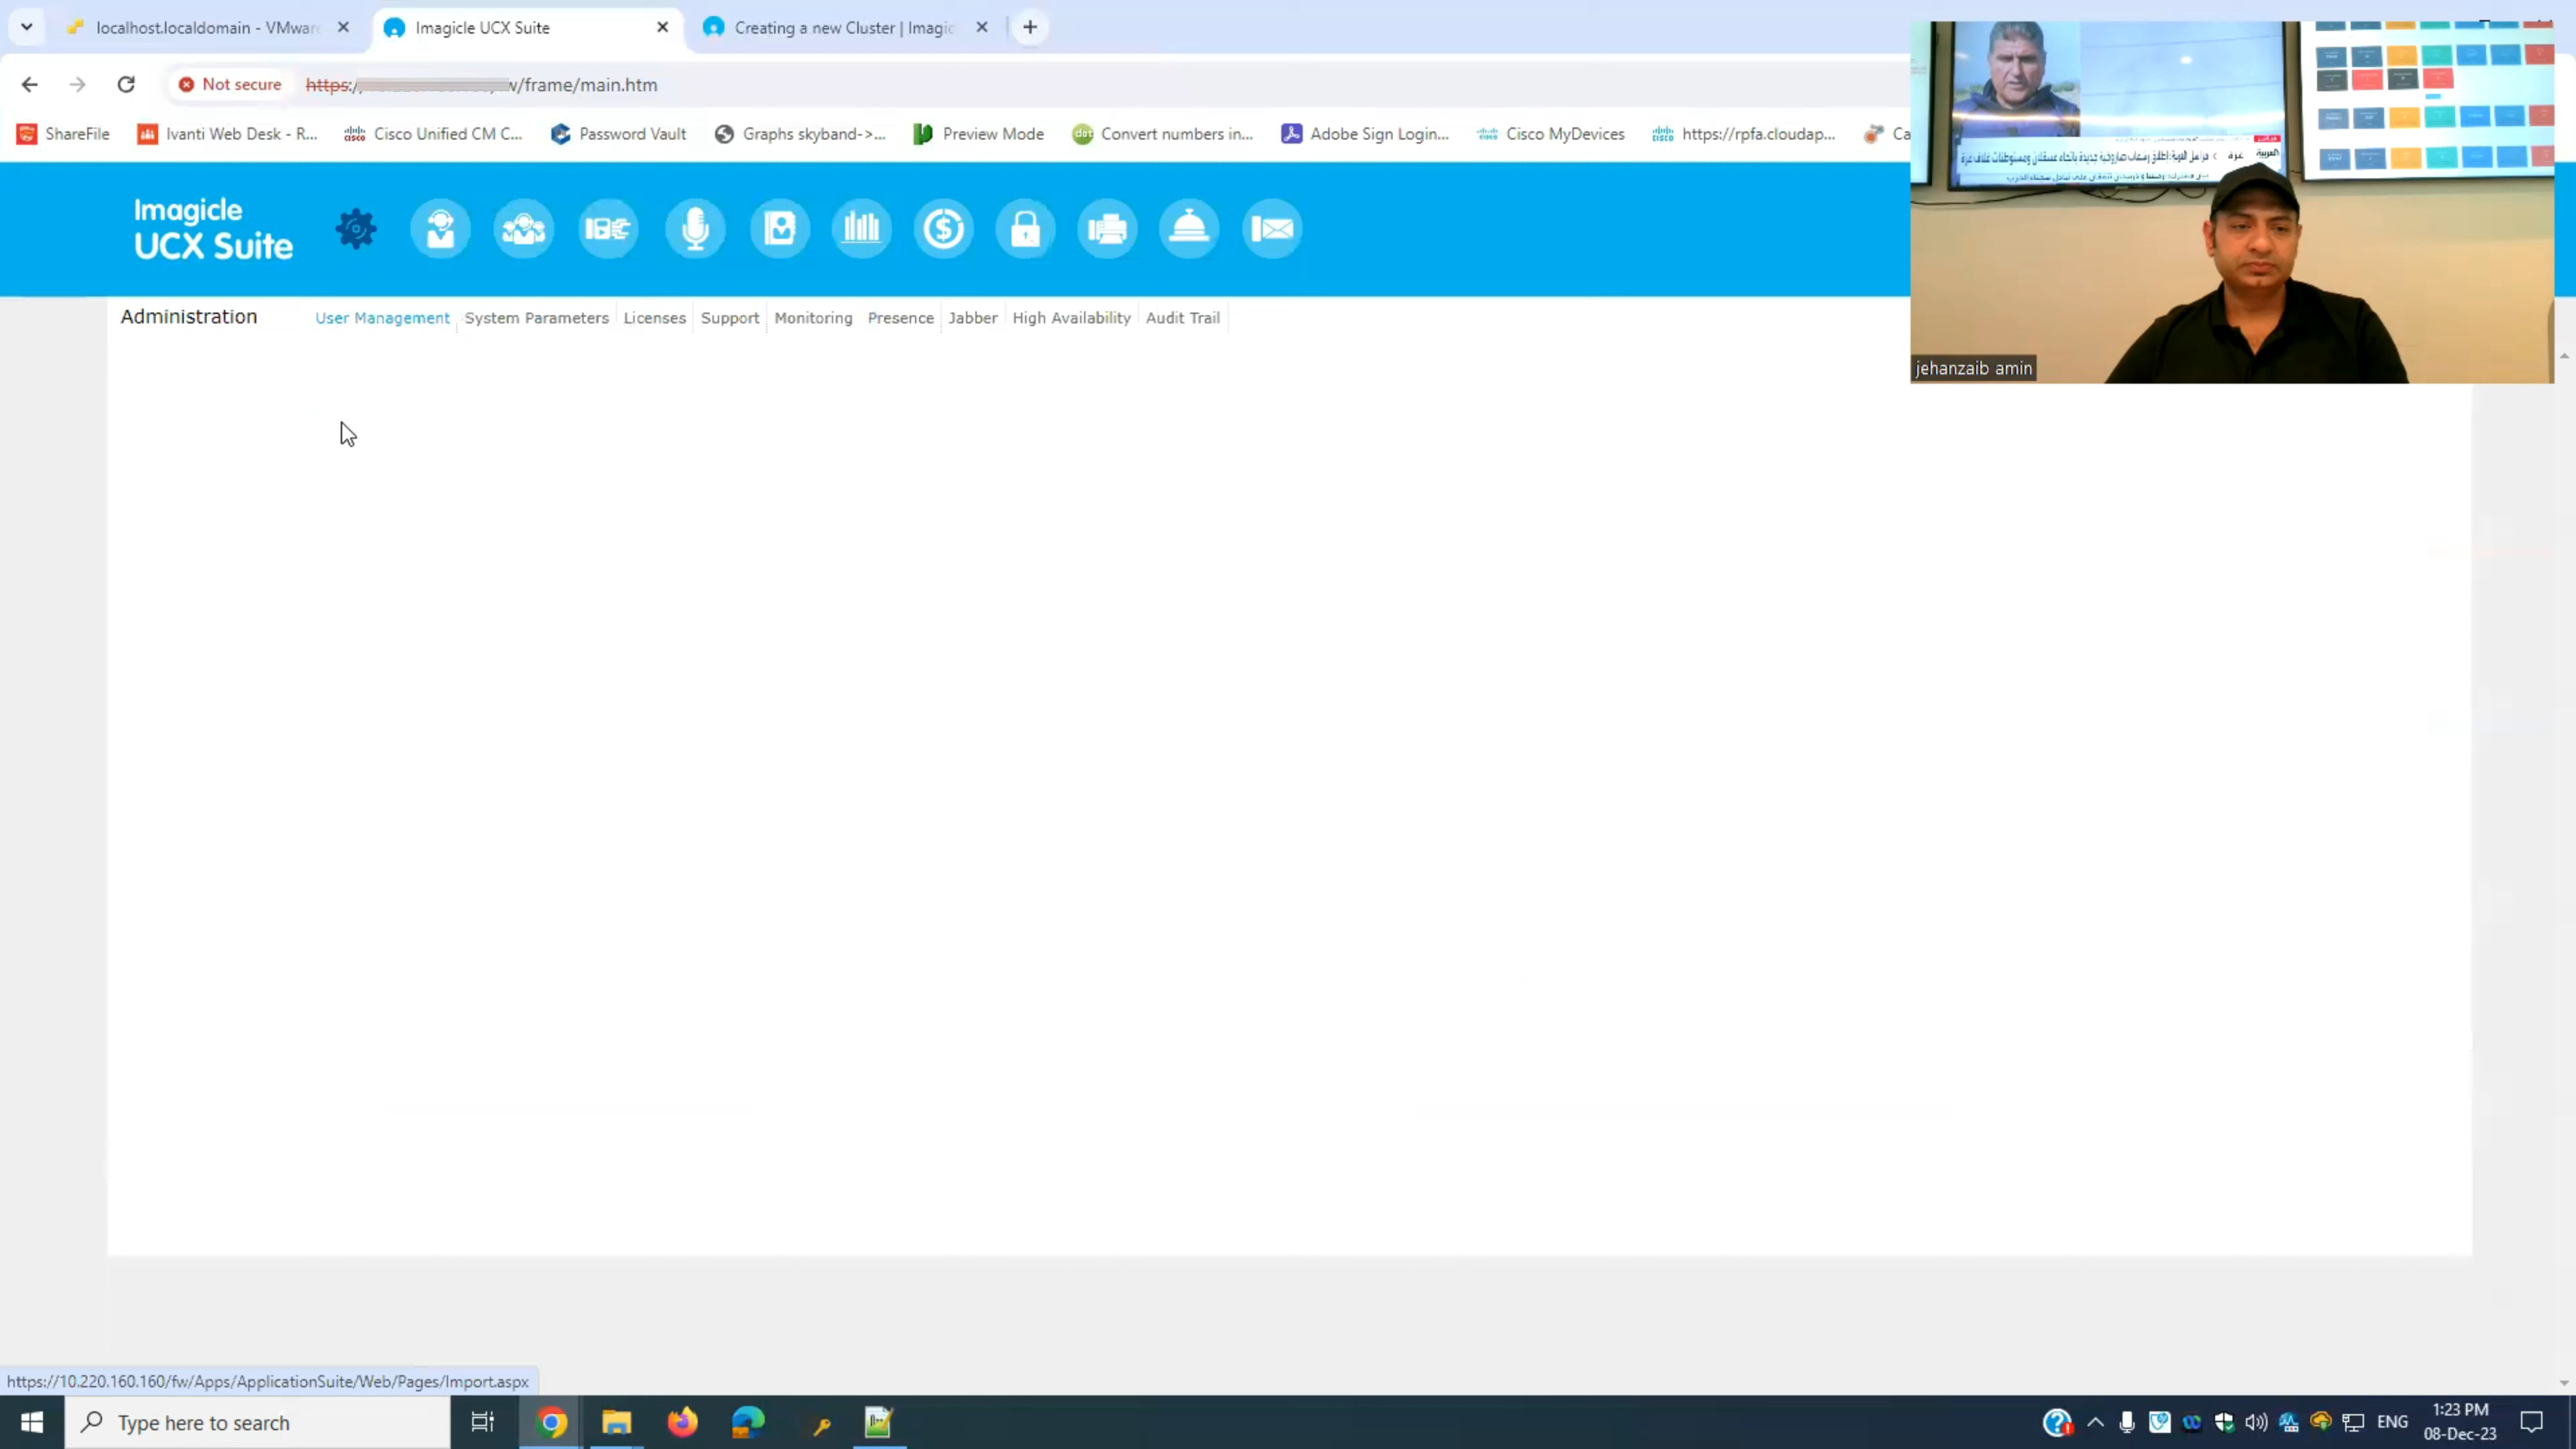 localhost.localdomain - VMware
Imagicle UCX Suite
Creating a new Cluster | Imagic
Not secure
https:/ w/frame/main.htm
ShareFile
Ivanti Web Desk - R...
Cisco Unified CM C...
Password Vault
Graphs skyband->...
Preview Mode
Convert numbers in...
Adobe Sign Login...
Cisco MyDevices
https://rpfa.cloudap...
Ca
Imagicle
UCX Suite
Administration
User Management
System Parameters
Licenses
Support
Monitoring
Presence
Jabber
High Availability
Audit Trail
العربية
غزة
jehanzaib amin
https://10.220.160.160/fw/Apps/ApplicationSuite/Web/Pages/Import.aspx
Type here to search
ENG
1:23 PM
08-Dec-23